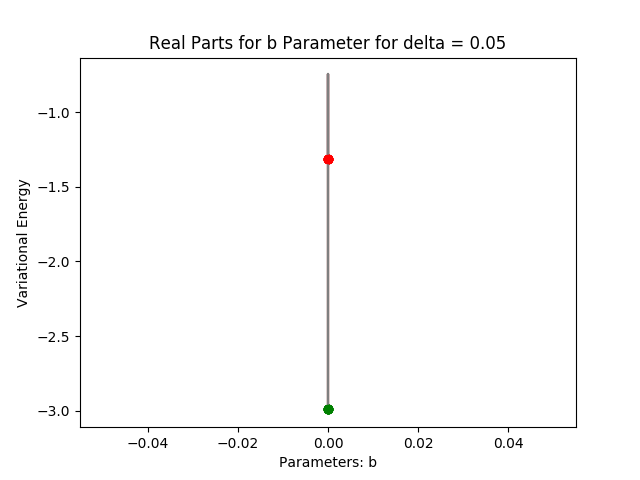 Real Parts for b Parameter for delta = 0.05
Variational Energy
−1.0
−1.5
−2.0
−2.5
−3.0
−0.04 −0.02 0.00 0.02 0.04
Parameters: b